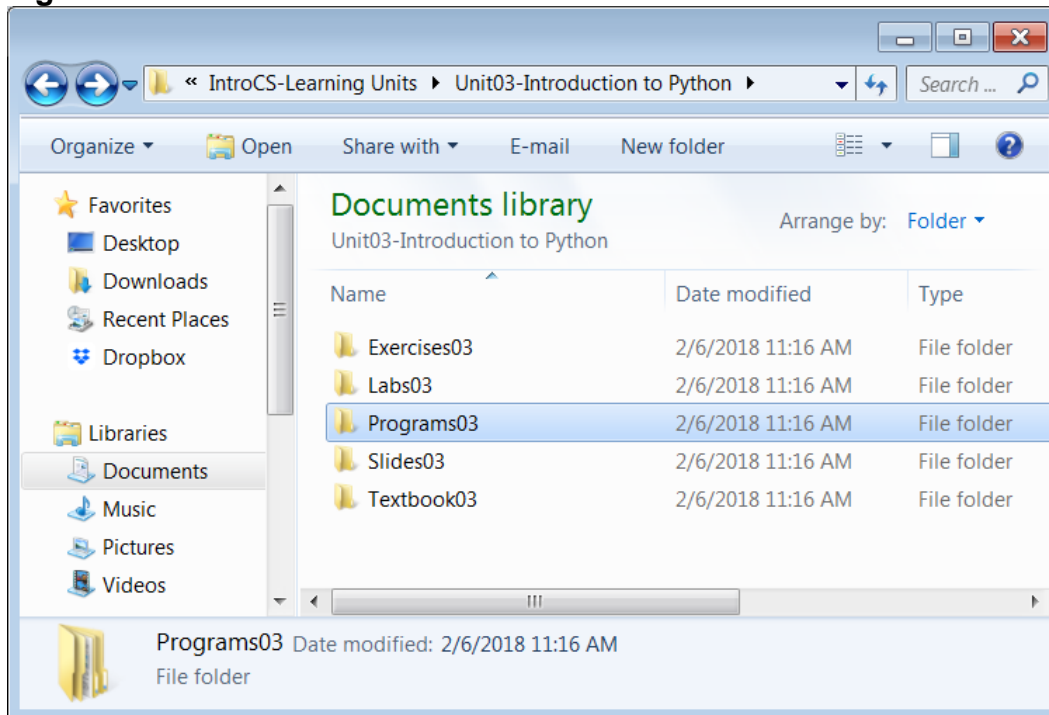 « IntroCS-Learning Units ▸ Unit03-Introduction to Python ▸ Search ...
Organize Open Share with E-mail New folder
Favorites
Desktop
Downloads
Recent Places
Dropbox
Libraries
Documents
Music
Pictures
Videos
Documents library
Unit03-Introduction to Python
Arrange by: Folder
Name Date modified Type
Exercises03 2/6/2018 11:16 AM File folder
Labs03 2/6/2018 11:16 AM File folder
Programs03 2/6/2018 11:16 AM File folder
Slides03 2/6/2018 11:16 AM File folder
Textbook03 2/6/2018 11:16 AM File folder
Programs03 Date modified: 2/6/2018 11:16 AM
File folder